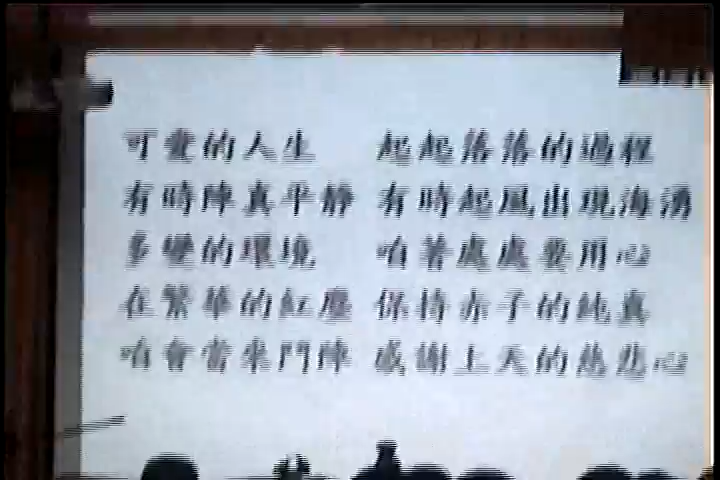 可愛的人生 起起落落的過程
有時陣真平靜 有時起風出現海湧
多變的環境 咱著處處要用心
在繁華的紅塵 保持赤子的純真
咱會當來鬥陣 感謝上天的慈悲心